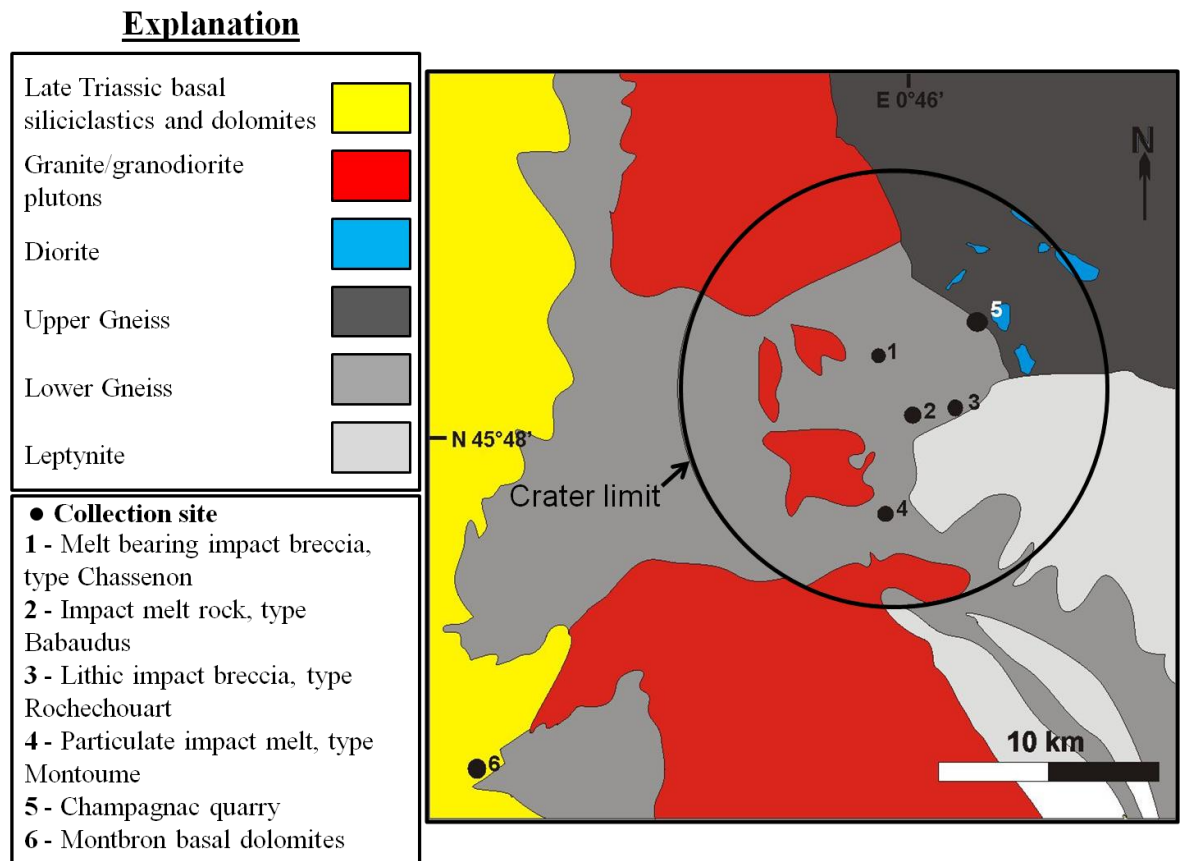 Explanation
Late Triassic basal
siliciclastics and dolomites
Granite/granodiorite
plutons
Diorite
Upper Gneiss
Lower Gneiss
Leptynite
● Collection site
1 - Melt bearing impact breccia,
type Chassenon
2 - Impact melt rock, type
Babaudus
3 - Lithic impact breccia, type
Rochechouart
4 - Particulate impact melt, type
Montoume
5 - Champagnac quarry
6 - Montbron basal dolomites
E 0°46’
N
5
1
2
3
N 45°48’
Crater limit
4
10 km
6